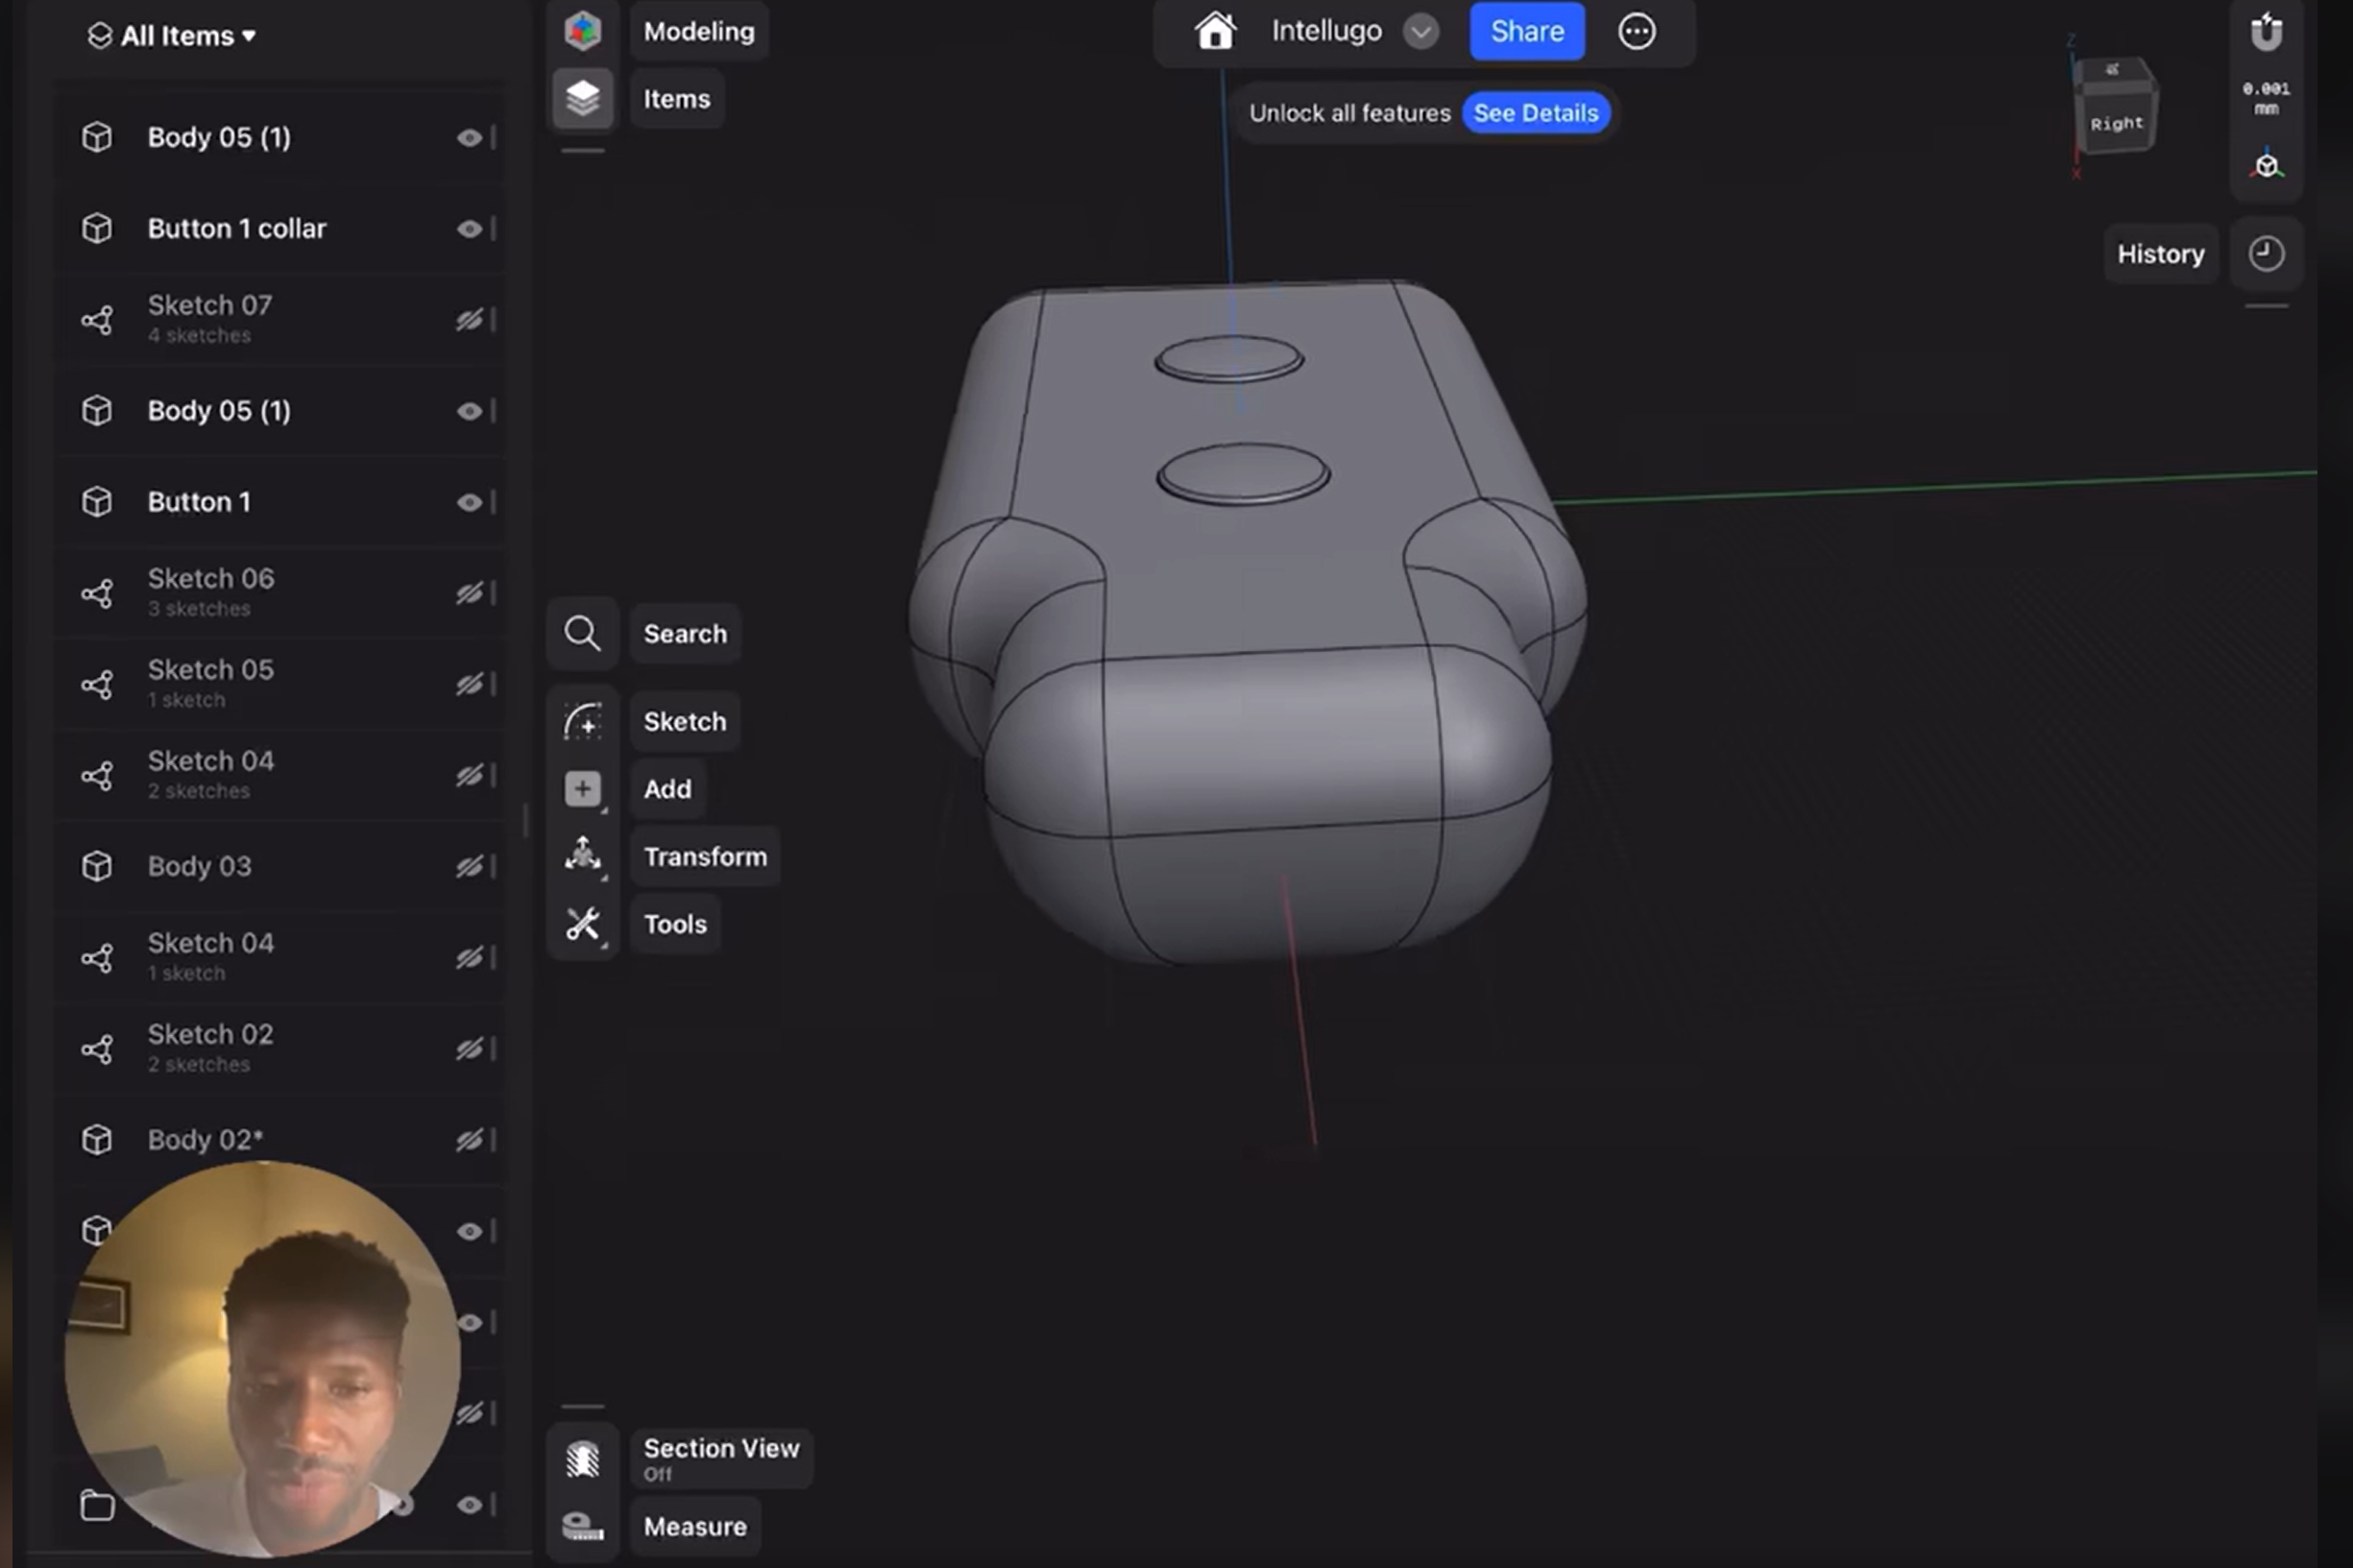 All Items
Body 05 (1)
Button 1 collar
Sketch 07
4 sketches
Body 05 (1)
Button 1
Sketch 06
3 sketches
Sketch 05
1 sketch
Sketch 04
2 sketches
Body 03
Sketch 04
1 sketch
Sketch 02
2 sketches
Body 02*
Modeling
Items
Search
Sketch
Add
Transform
Tools
Section View
Off
Measure
Intellugo
Share
Unlock all features
See Details
Z
Right
X
0.001
mm
History